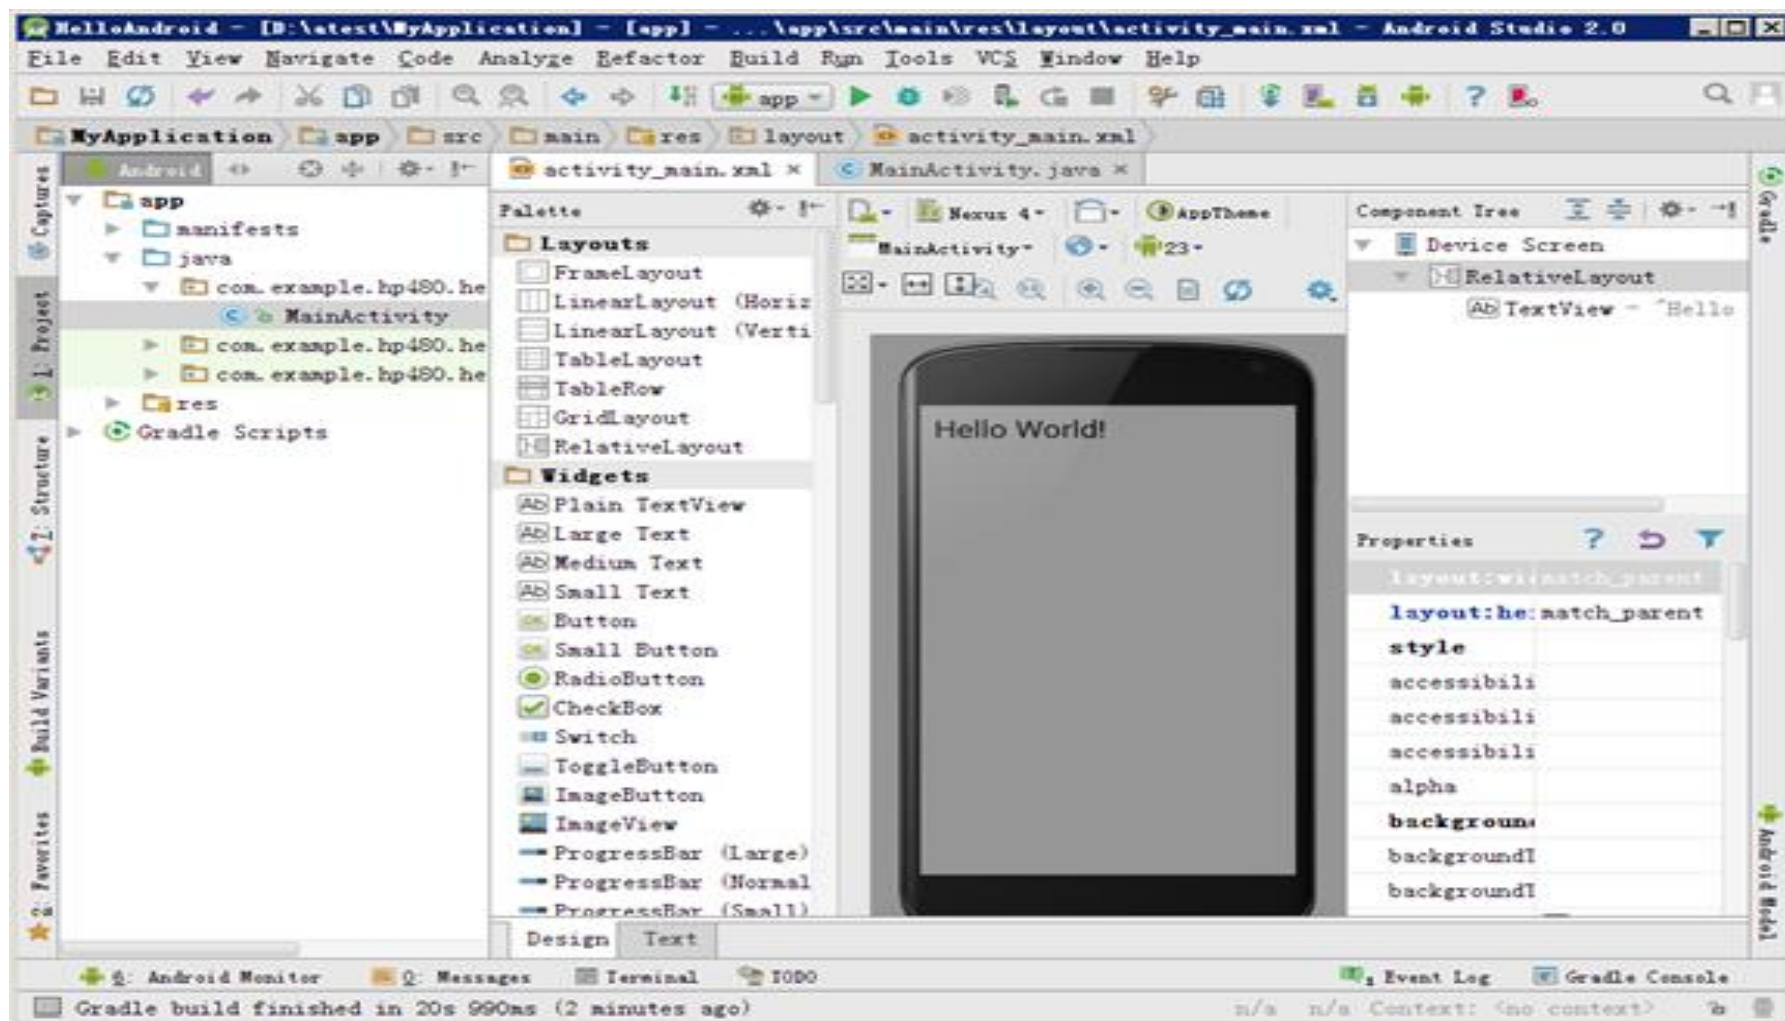 HelloAndroid - [D:\atest\MyApplication] - [app] - ...\app\src\main\res\layout\activity_main.xml - Android Studio 2.0
File Edit View Navigate Code Analyze Refactor Build Run Tools VCS Window Help
app
MyApplication app src main res layout activity_main.xml
Android
activity_main.xml MainActivity.java
Captures
1: Project
Z: Structure
Build Variants
2: Favorites
app
manifests
java
com.example.hp480.he
MainActivity
com.example.hp480.he
com.example.hp480.he
res
Gradle Scripts
Palette
Layouts
FrameLayout
LinearLayout (Horiz
LinearLayout (Verti
TableLayout
TableRow
GridLayout
RelativeLayout
Widgets
Plain TextView
Large Text
Medium Text
Small Text
Button
Small Button
RadioButton
CheckBox
Switch
ToggleButton
ImageButton
ImageView
ProgressBar (Large)
ProgressBar (Normal
ProgressBar (Small)
Design Text
Nexus 4 AppTheme
MainActivity 23
Hello World!
Component Tree
Device Screen
RelativeLayout
TextView - "Hello
Properties
layout:wi match_parent
layout:he: match_parent
style
accessibili
accessibili
accessibili
alpha
backgroun
backgroundT
backgroundT
Gradle
Android Model
6: Android Monitor 0: Messages Terminal TODO Event Log Gradle Console
Gradle build finished in 20s 990ms (2 minutes ago) n/a n/a Context: <no context>